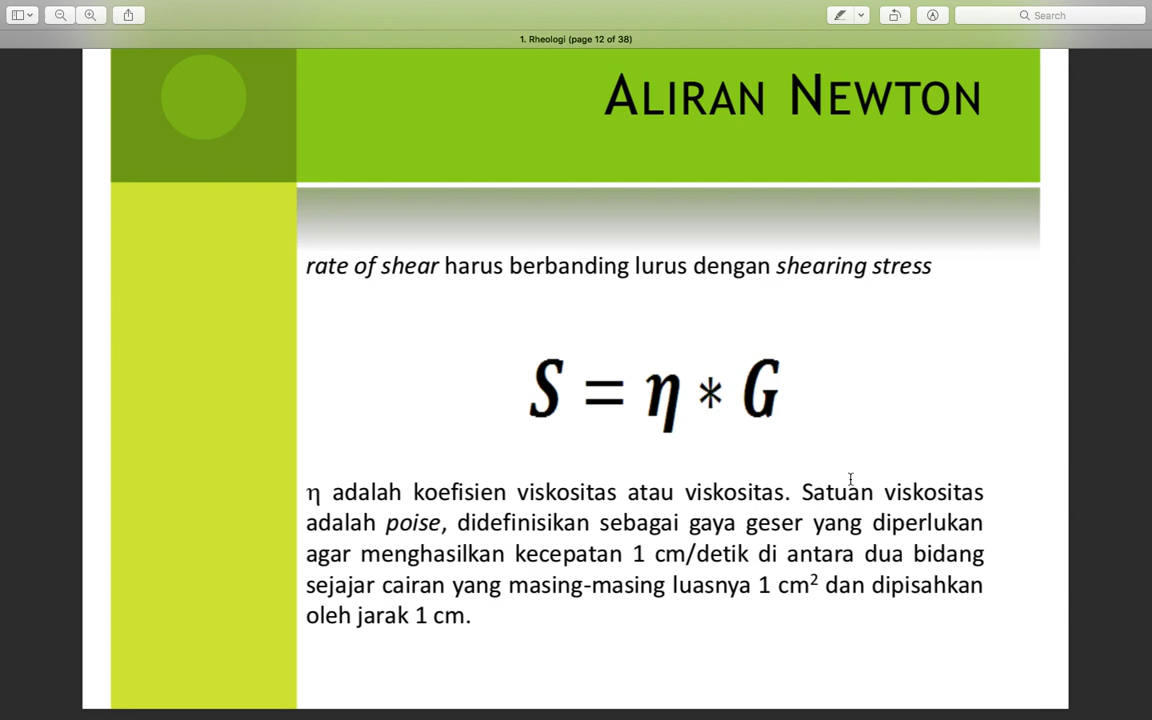 Search
1. Rheologi (page 12 of 38)
ALIRAN NEWTON
rate of shear harus berbanding lurus dengan shearing stress
S = η * G
η adalah koefisien viskositas atau viskositas. Satuan viskositas
adalah poise, didefinisikan sebagai gaya geser yang diperlukan
agar menghasilkan kecepatan 1 cm/detik di antara dua bidang
sejajar cairan yang masing-masing luasnya 1 cm² dan dipisahkan
oleh jarak 1 cm.